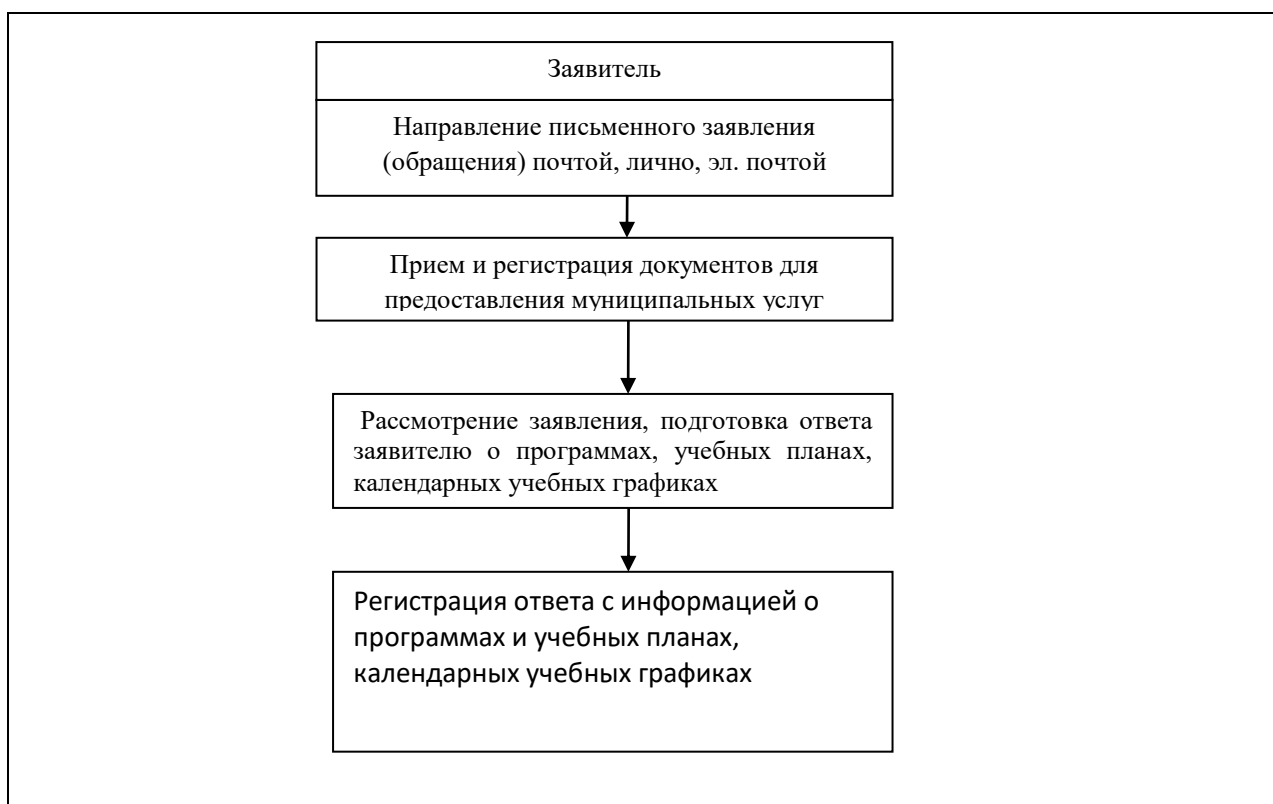 Заявитель
Направление письменного заявления
(обращения) почтой, лично, эл. почтой
Прием и регистрация документов для
предоставления муниципальных услуг
Рассмотрение заявления, подготовка ответа
заявителю о программах, учебных планах,
календарных учебных графиках
Регистрация ответа с информацией о
программах и учебных планах,
календарных учебных графиках